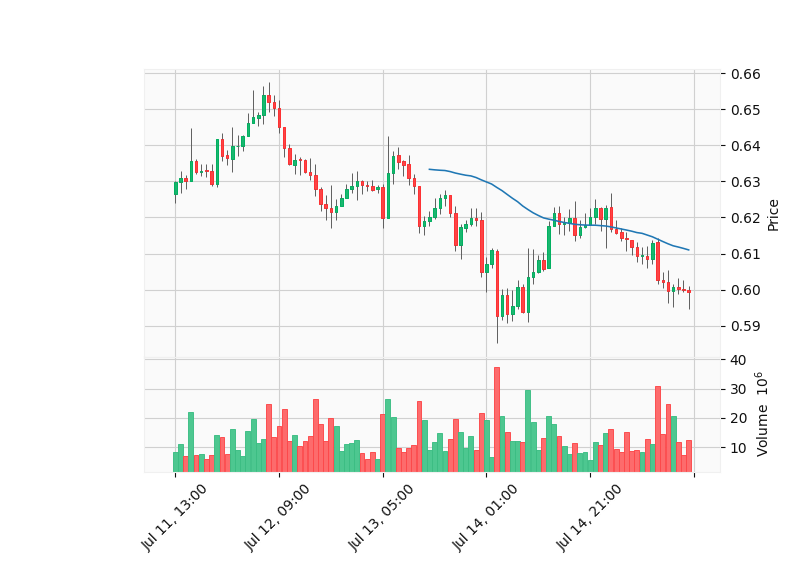 0.66
0.65
0.64
0.63
0.62
0.61
0.60
0.59
Price
40
30
20
10
Volume 10⁶
Jul 11, 13:00
Jul 12, 09:00
Jul 13, 05:00
Jul 14, 01:00
Jul 14, 21:00